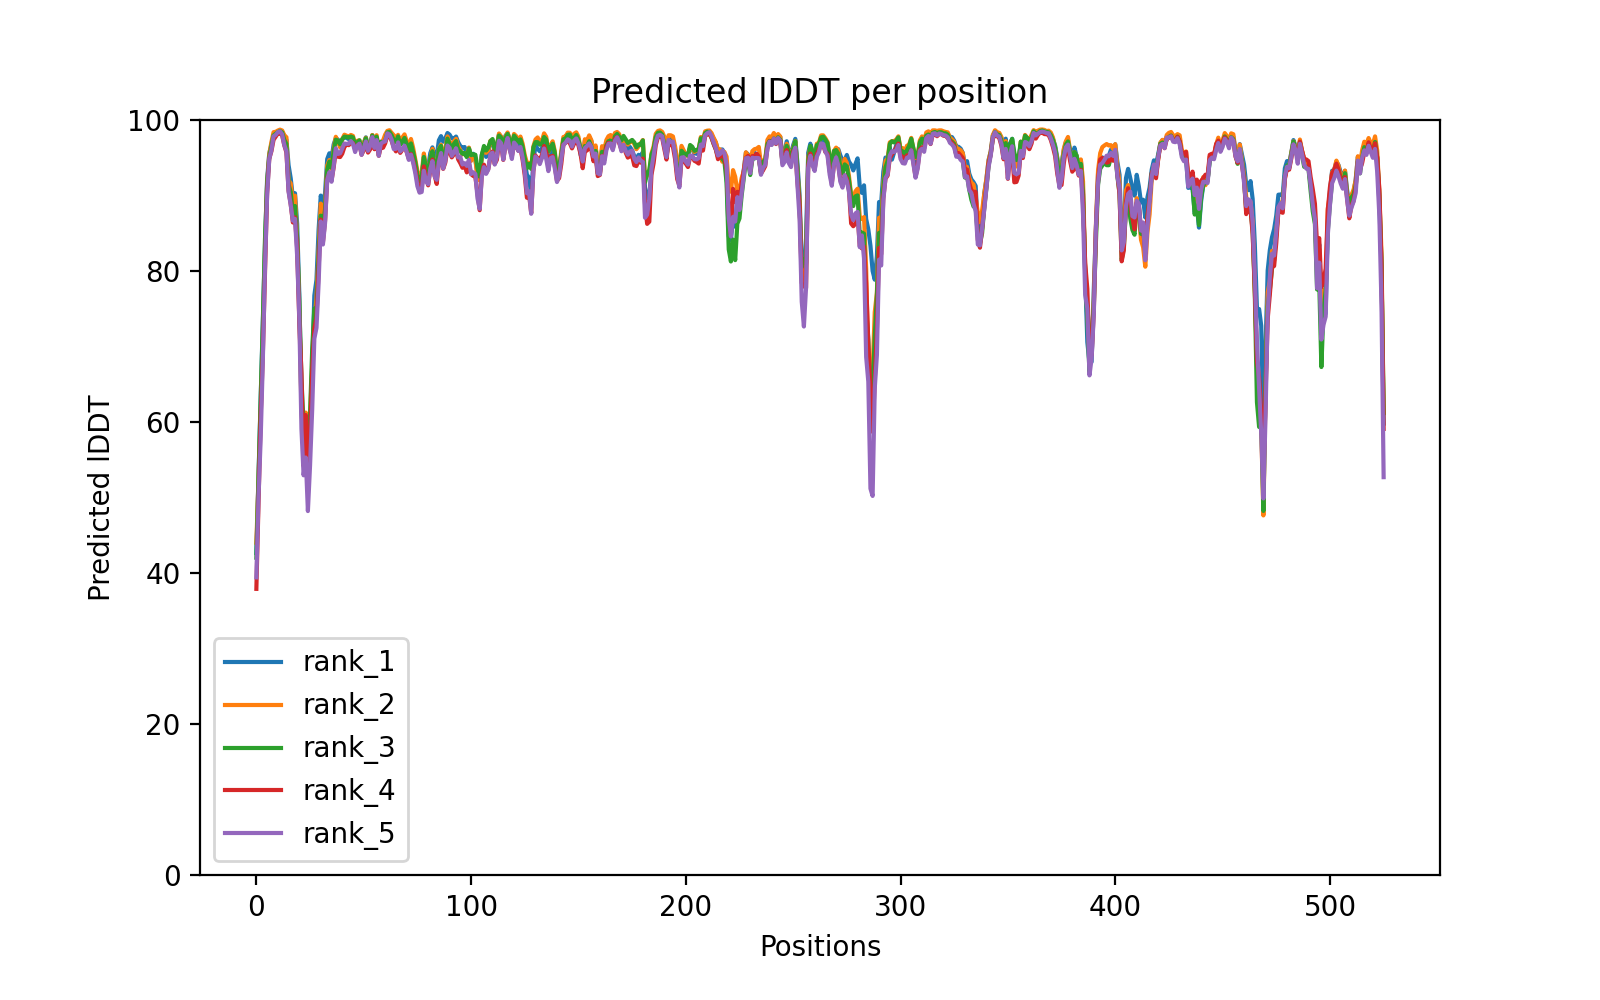 Predicted lDDT per position
100
80
60
40
20
0
Predicted lDDT
rank_1
rank_2
rank_3
rank_4
rank_5
0 100 200 300 400 500
Positions